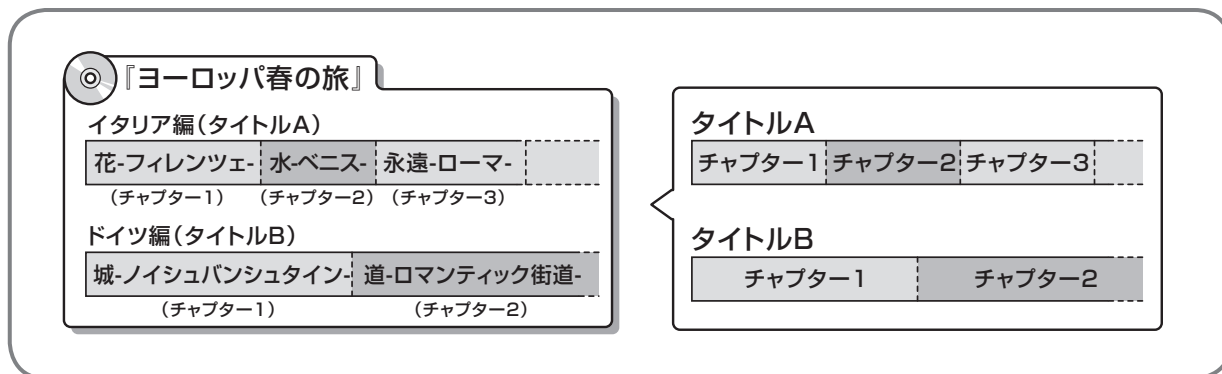 『ヨーロッパ春の旅』
イタリア編（タイトルA）
花-フィレンツェ- 水-ベニス- 永遠-ローマ-
（チャプター1） （チャプター2） （チャプター3）
ドイツ編（タイトルB）
城-ノイシュバンシュタイン- 道-ロマンティック街道-
（チャプター1） （チャプター2）
タイトルA
チャプター1 チャプター2 チャプター3
タイトルB
チャプター1 チャプター2